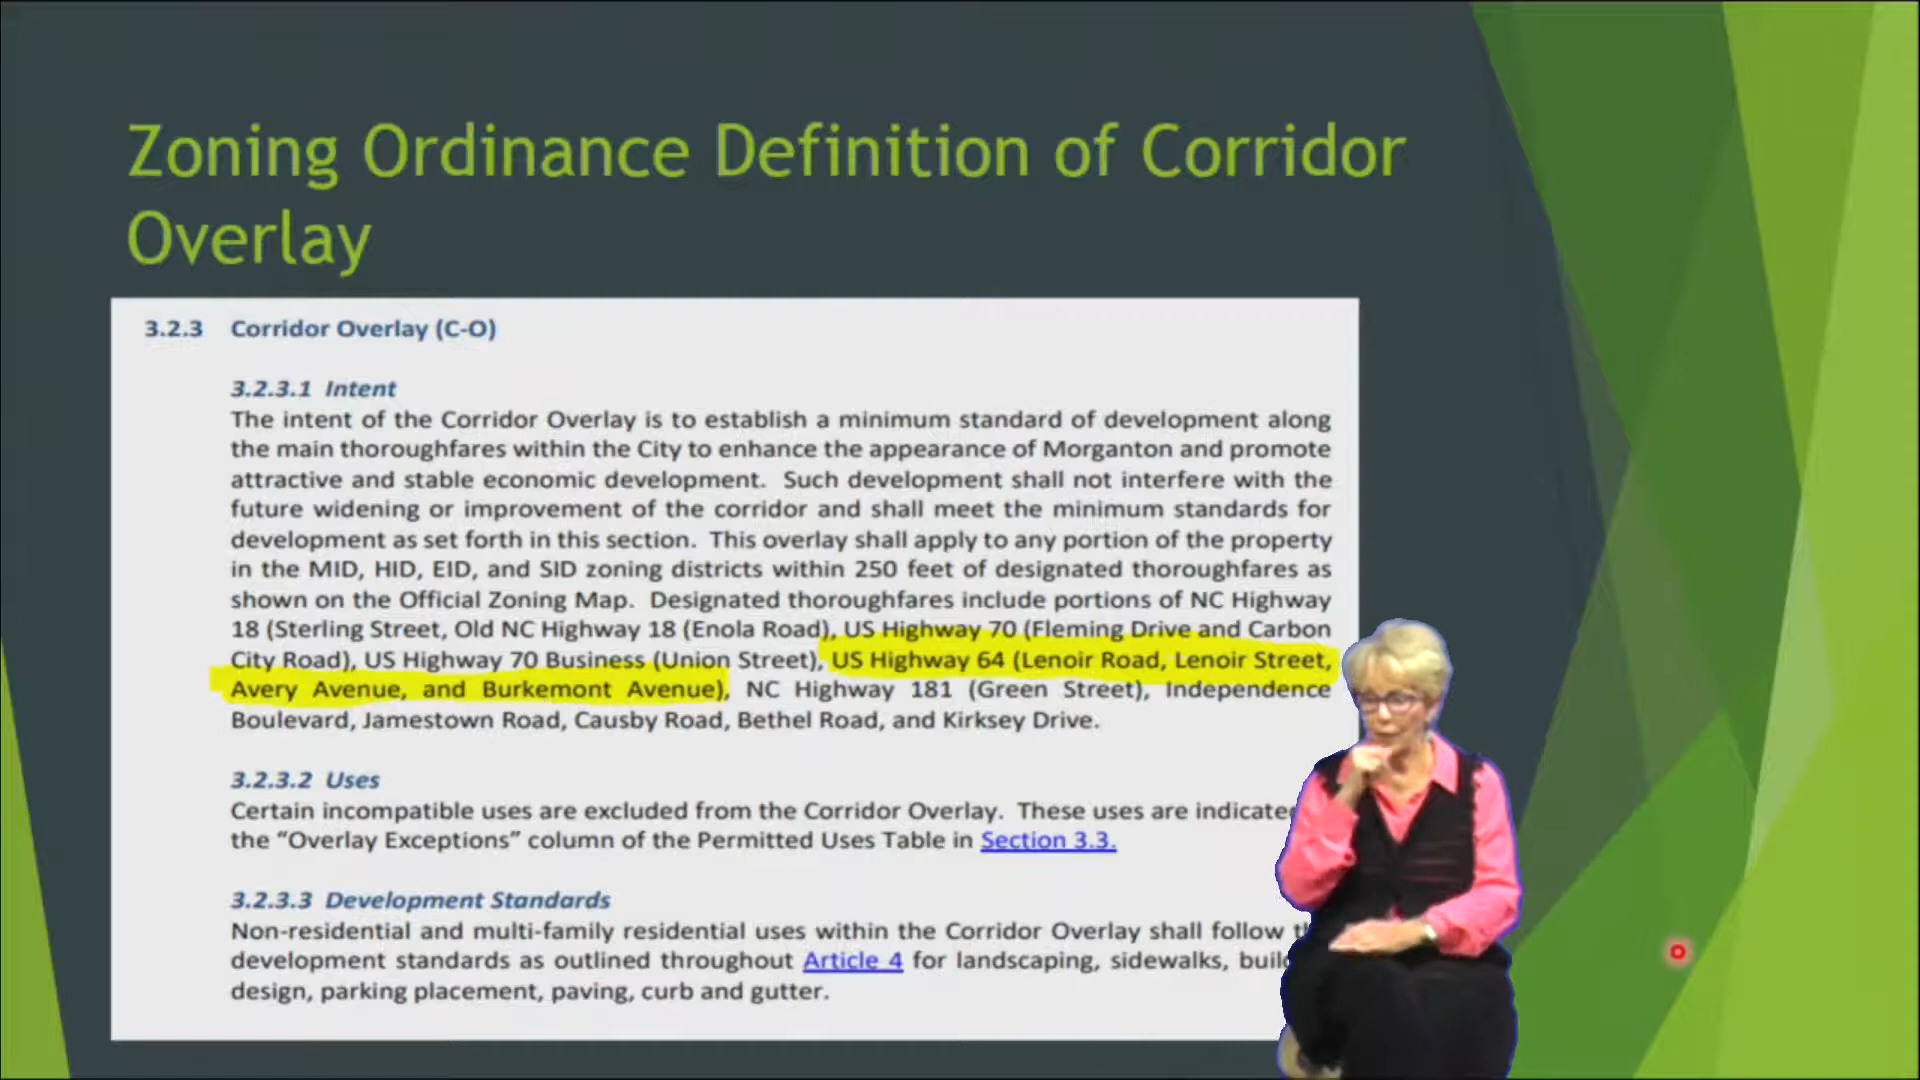 Zoning Ordinance Definition of Corridor
Overlay
3.2.3 Corridor Overlay (C-O)
3.2.3.1 Intent
The intent of the Corridor Overlay is to establish a minimum standard of development along
the main thoroughfares within the City to enhance the appearance of Morganton and promote
attractive and stable economic development. Such development shall not interfere with the
future widening or improvement of the corridor and shall meet the minimum standards for
development as set forth in this section. This overlay shall apply to any portion of the property
in the MID, HID, EID, and SID zoning districts within 250 feet of designated thoroughfares as
shown on the Official Zoning Map. Designated thoroughfares include portions of NC Highway
18 (Sterling Street, Old NC Highway 18 (Enola Road), US Highway 70 (Fleming Drive and Carbon
City Road), US Highway 70 Business (Union Street), US Highway 64 (Lenoir Road, Lenoir Street,
Avery Avenue, and Burkemont Avenue), NC Highway 181 (Green Street), Independence
Boulevard, Jamestown Road, Causby Road, Bethel Road, and Kirksey Drive.
3.2.3.2 Uses
Certain incompatible uses are excluded from the Corridor Overlay. These uses are
the “Overlay Exceptions” column of the Permitted Uses Table in Section 3.3.
3.2.3.3 Development Standards
Non-residential and multi-family residential uses within the Corridor Overlay shall follow
development standards as outlined throughout Article 4 for landscaping, sidewalks,
design, parking placement, paving, curb and gutter.